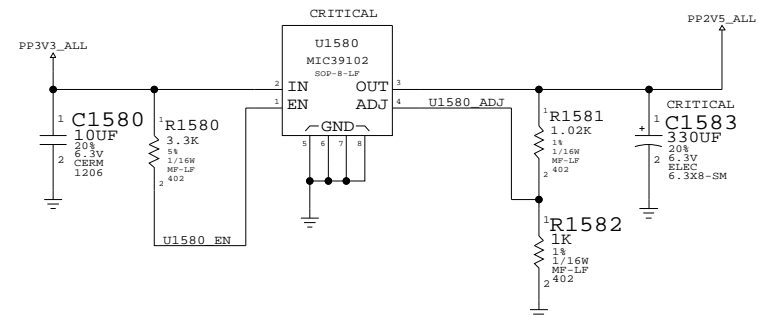 CRITICAL
PP2V5_ALL
PP3V3_ALL
U1580
MIC39102
SOP-8-LF
2 IN OUT 3
1 EN ADJ 4 U1580_ADJ
GND
5 6 7 8
1 C1580
10UF
20%
6.3V
2 CERM
1206
1 R1580
3.3K
5%
1/16W
MF-LF
2 402
U1580_EN
1 R1581
1.02K
1%
1/16W
MF-LF
2 402
CRITICAL
1 C1583
330UF
+
20%
2 6.3V
ELEC
6.3X8-SM
1 R1582
1K
1%
1/16W
MF-LF
2 402